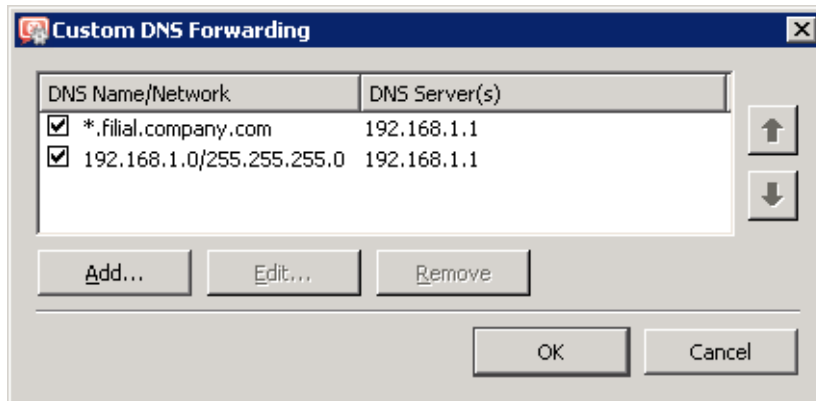 Custom DNS Forwarding
DNS Name/Network DNS Server(s)
*.filial.company.com 192.168.1.1
192.168.1.0/255.255.255.0 192.168.1.1
Add... Edit... Remove
OK Cancel